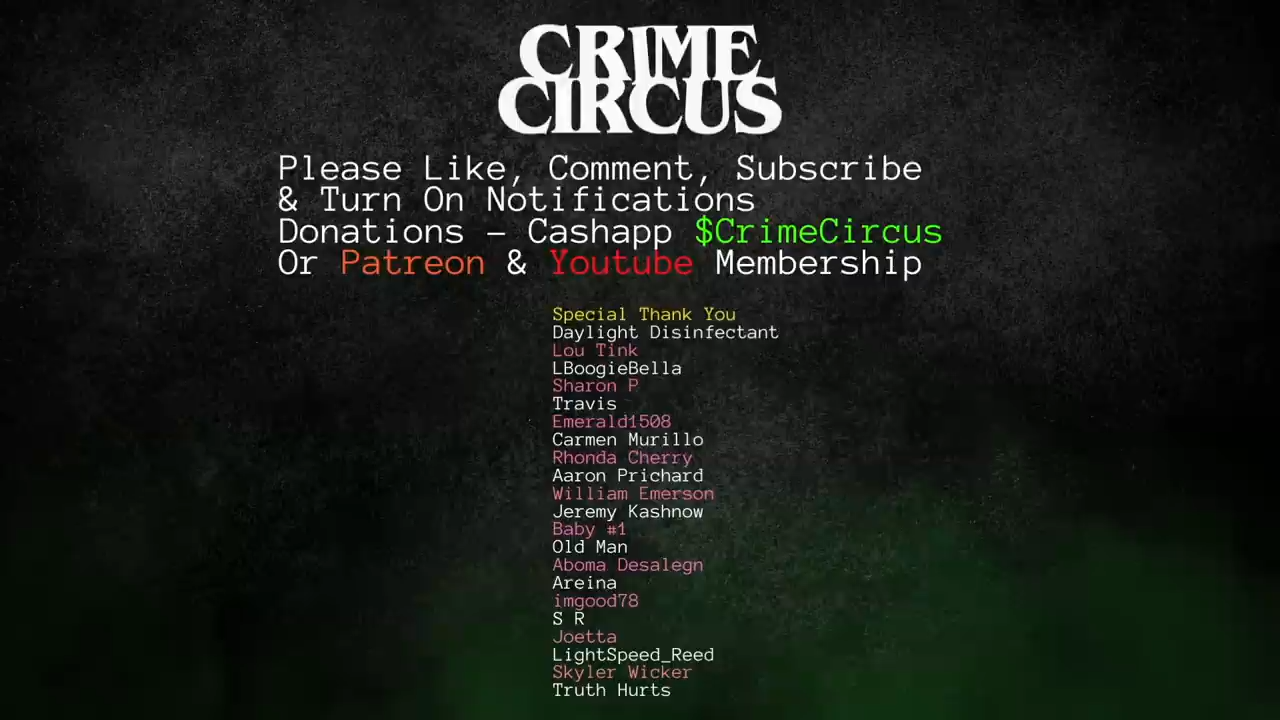 CRIME
CIRCUS
Please Like, Comment, Subscribe
& Turn On Notifications
Donations - Cashapp $CrimeCircus
Or Patreon & Youtube Membership
Special Thank You
Daylight Disinfectant
Lou Tink
LBoogieBella
Sharon P
Travis
Emerald1508
Carmen Murillo
Rhonda Cherry
Aaron Prichard
William Emerson
Jeremy Kashnow
Baby #1
Old Man
Aboma Desalegn
Areina
imgood78
S R
Joetta
LightSpeed_Reed
Skyler Wicker
Truth Hurts